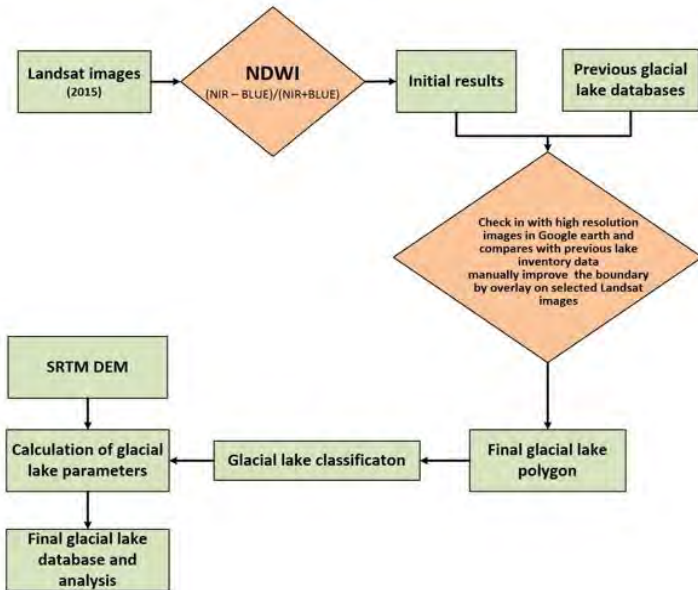 Landsat images
(2015)
NDWI
(NIR – BLUE)/(NIR+BLUE)
Initial results
Previous glacial
lake databases
Check in with high resolution
images in Google earth and
compares with previous lake
inventory data
manually improve the boundary
by overlay on selected Landsat
images
SRTM DEM
Calculation of glacial
lake parameters
Glacial lake classificaton
Final glacial lake
polygon
Final glacial lake
database and
analysis